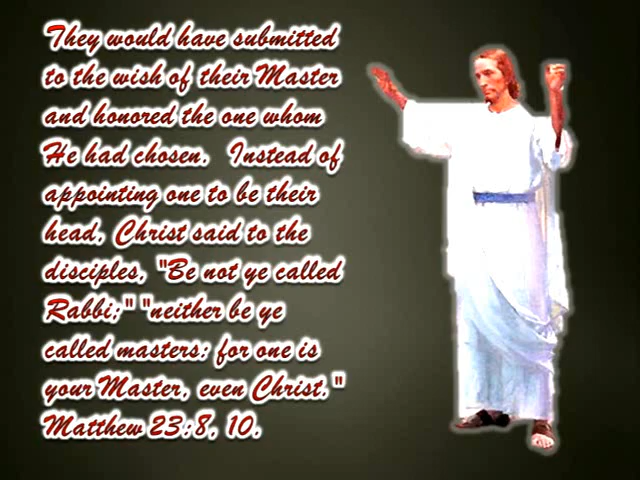 They would have submitted
to the wish of their Master
and honored the one whom
He had chosen. Instead of
appointing one to be their
head, Christ said to the
disciples, "Be not ye called
Rabbi;" "neither be ye
called masters: for one is
your Master, even Christ."
Matthew 23:8, 10.